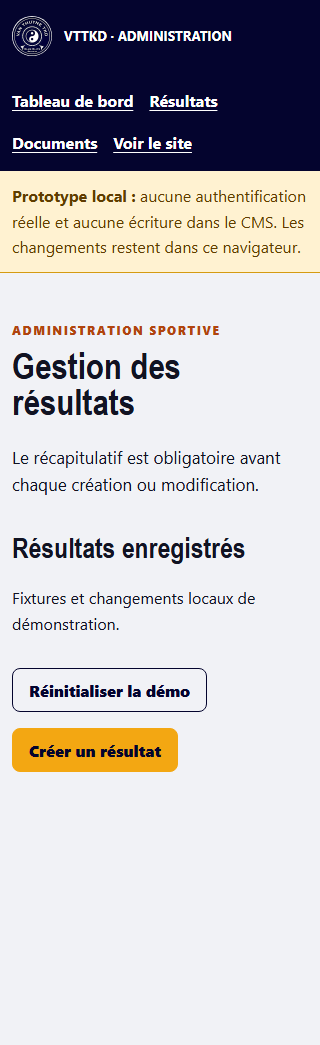 VTTKD - ADMINISTRATION
Tableau de bord Résultats
Documents Voir le site
Prototype local : aucune authentification
réelle et aucune écriture dans le CMS. Les
changements restent dans ce navigateur.
ADMINISTRATION SPORTIVE
Gestion des
résultats
Le récapitulatif est obligatoire avant
chaque création ou modification.
Résultats enregistrés
Fixtures et changements locaux de
démonstration.
Réinitialiser la démo
Créer un résultat